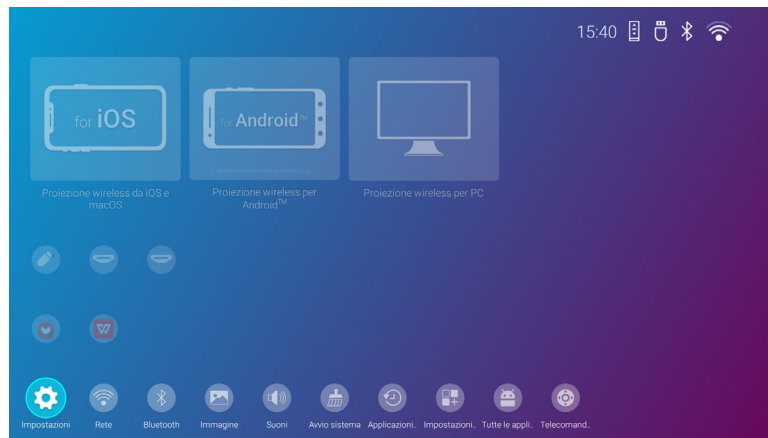 15:40
for iOS
for Android™
Proiezione wireless da iOS e
macOS
Proiezione wireless per
Android™
Proiezione wireless per PC
Impostazioni
Rete
Bluetooth
Immagine
Suoni
Avvio sistema
Applicazioni..
Impostazioni..
Tutte le appli..
Telecomand..